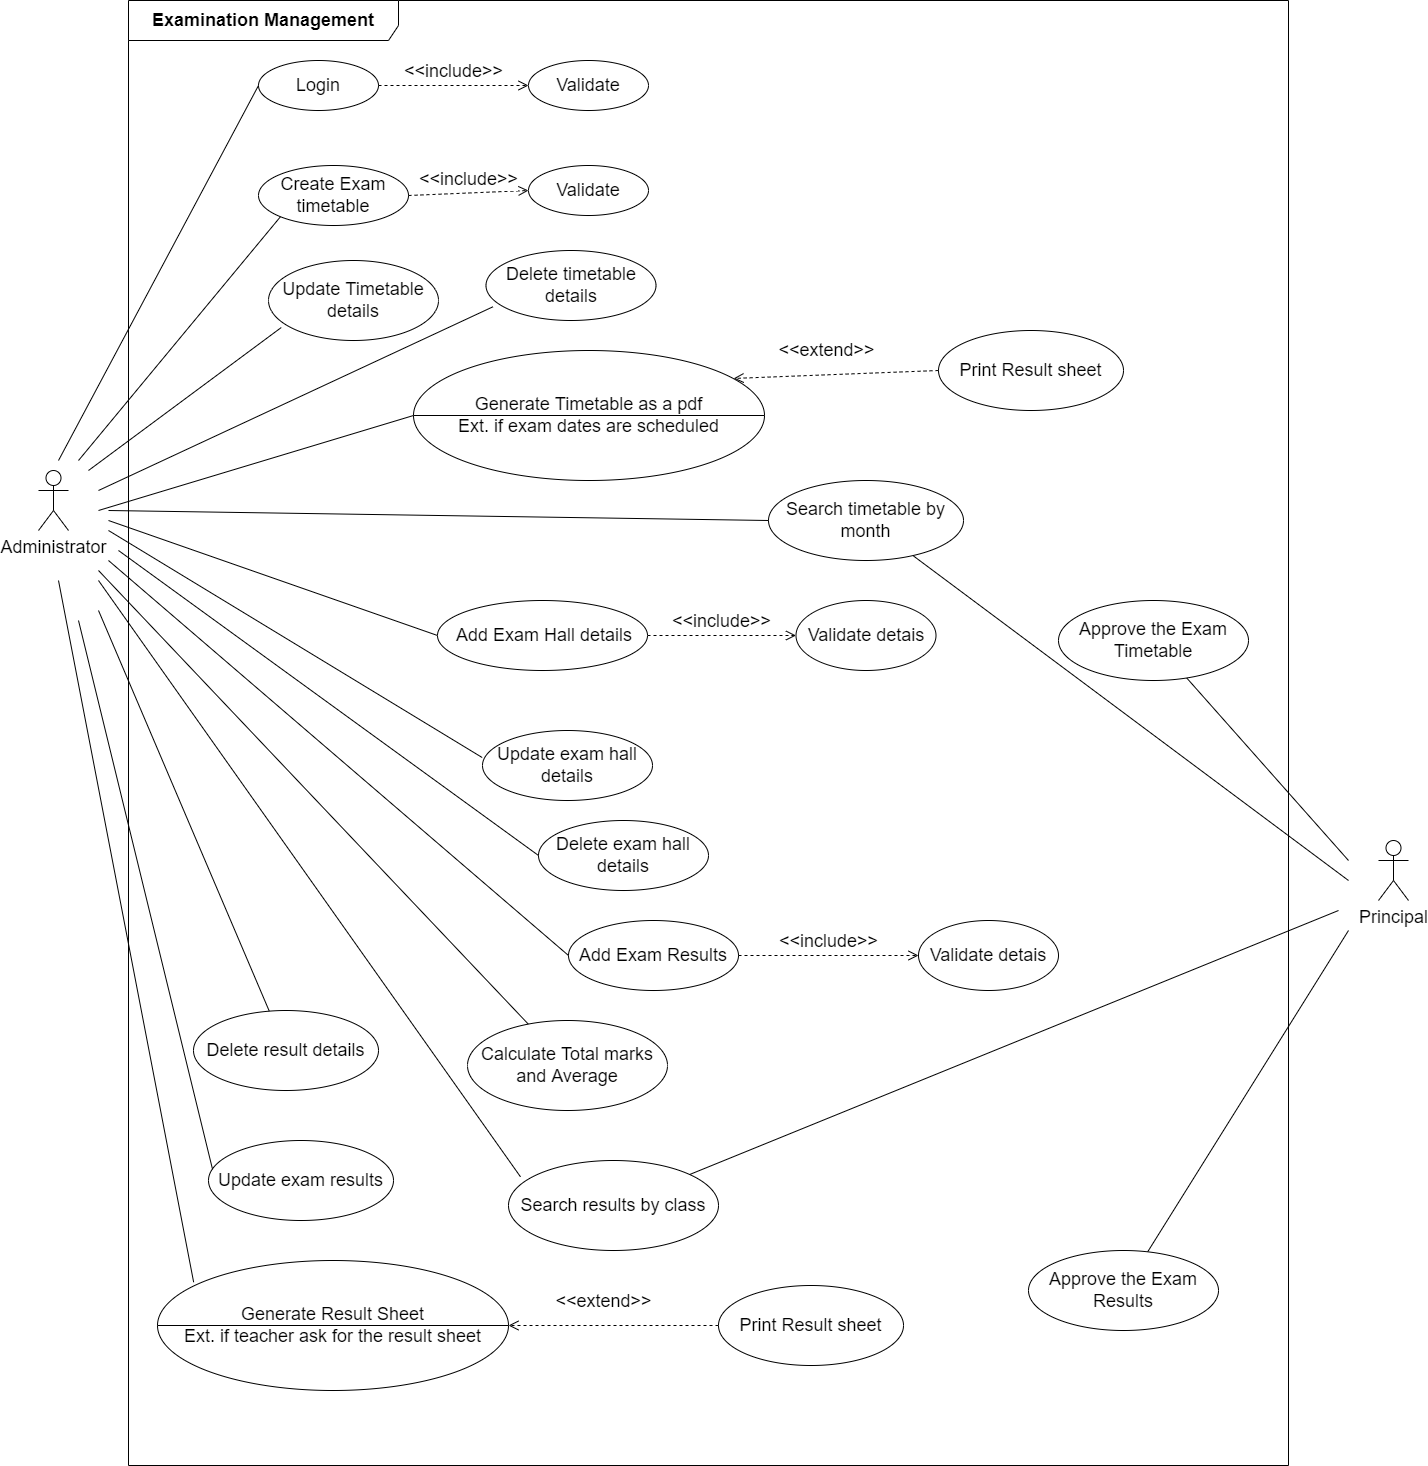 Examination Management
Login
<<include>>
Validate
Create Exam
timetable
<<include>>
Validate
Update Timetable
details
Delete timetable
details
Generate Timetable as a pdf
Ext. if exam dates are scheduled
<<extend>>
Print Result sheet
Search timetable by
month
Administrator
Add Exam Hall details
<<include>>
Validate detais
Approve the Exam
Timetable
Update exam hall
details
Delete exam hall
details
Principal
Add Exam Results
<<include>>
Validate detais
Delete result details
Calculate Total marks
and Average
Update exam results
Search results by class
Approve the Exam
Results
Generate Result Sheet
Ext. if teacher ask for the result sheet
<<extend>>
Print Result sheet